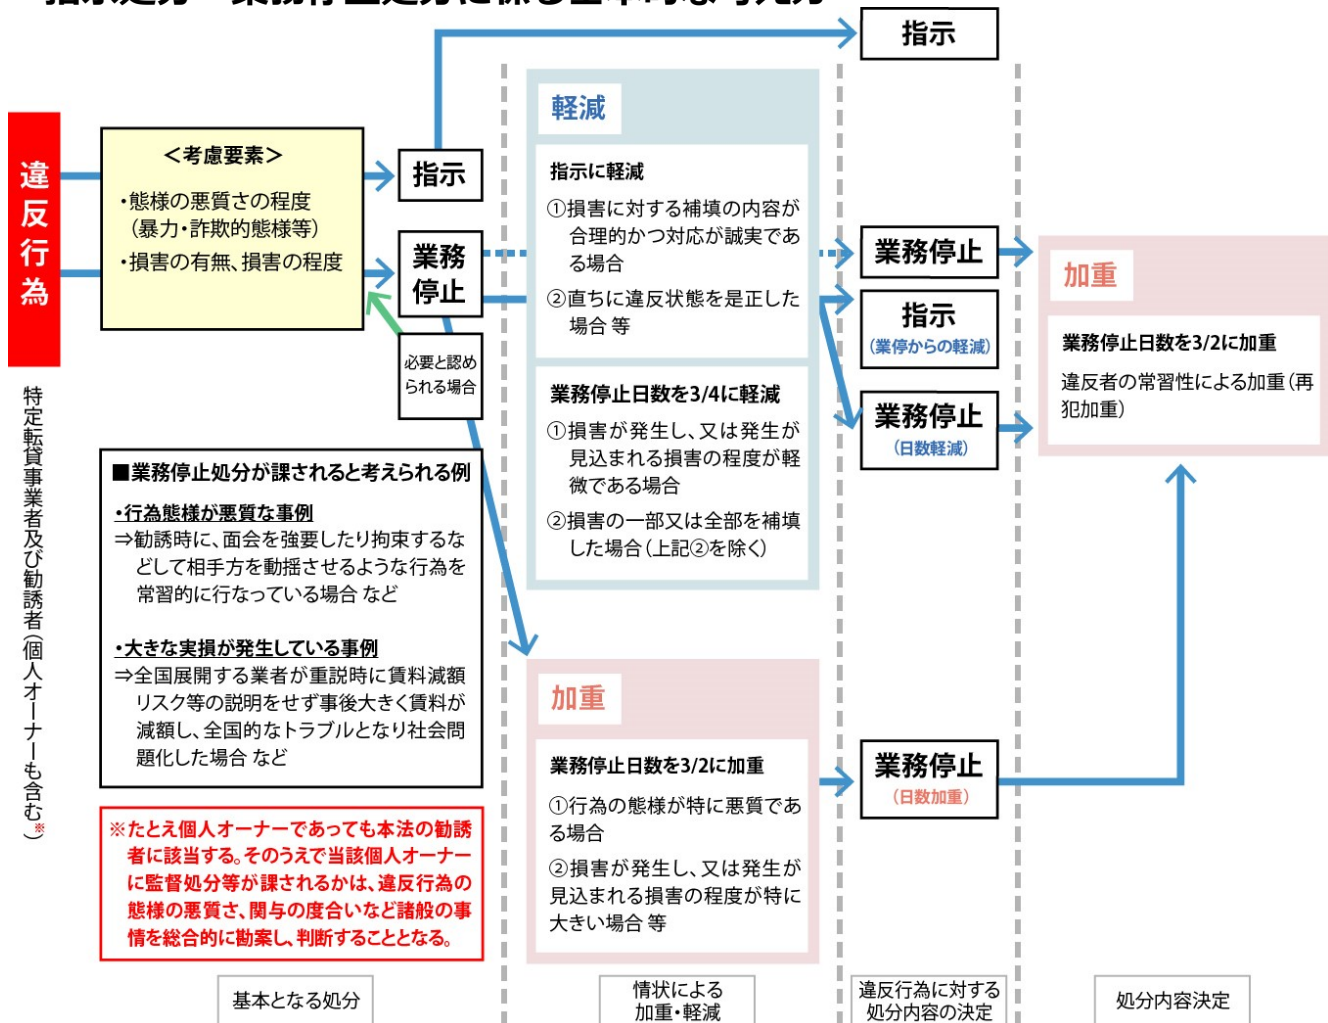 指示処分・業務停止処分に係る基本的な考え方
違反行為
特定転貸事業者及び勧誘者(個人オーナーも含む※)
＜考慮要素＞
・態様の悪質さの程度
(暴力・詐欺的態様等)
・損害の有無、損害の程度
指示
業務
停止
必要と認め
られる場合
■業務停止処分が課されると考えられる例
・行為態様が悪質な事例
⇒勧誘時に、面会を強要したり拘束するな
どして相手方を動揺させるような行為を
常習的に行なっている場合 など
・大きな実損が発生している事例
⇒全国展開する業者が重説時に賃料減額
リスク等の説明をせず事後大きく賃料が
減額し、全国的なトラブルとなり社会問
題化した場合 など
※たとえ個人オーナーであっても本法の勧誘
者に該当する。そのうえで当該個人オーナー
に監督処分等が課されるかは、違反行為の
態様の悪質さ、関与の度合いなど諸般の事
情を総合的に勘案し、判断することとなる。
基本となる処分
軽減
指示に軽減
①損害に対する補填の内容が
合理的かつ対応が誠実であ
る場合
②直ちに違反状態を是正した
場合 等
業務停止日数を3/4に軽減
①損害が発生し、又は発生が
見込まれる損害の程度が軽
微である場合
②損害の一部又は全部を補填
した場合(上記②を除く)
加重
業務停止日数を3/2に加重
①行為の態様が特に悪質であ
る場合
②損害が発生し、又は発生が
見込まれる損害の程度が特に
大きい場合 等
情状による
加重・軽減
指示
業務停止
指示
(業停からの軽減)
業務停止
(日数軽減)
業務停止
(日数加重)
違反行為に対する
処分内容の決定
加重
業務停止日数を3/2に加重
違反者の常習性による加重(再
犯加重)
処分内容決定